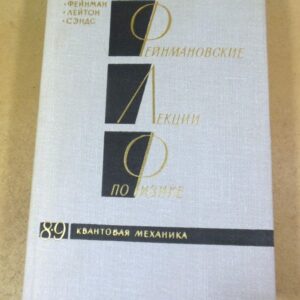 • ФЕЙНМАН
• ЛЕЙТОН
• СЭНДС
ФЕЙНМАНОВСКИЕ
ЛЕКЦИИ
ПО ФИЗИКЕ
8·9 КВАНТОВАЯ МЕХАНИКА